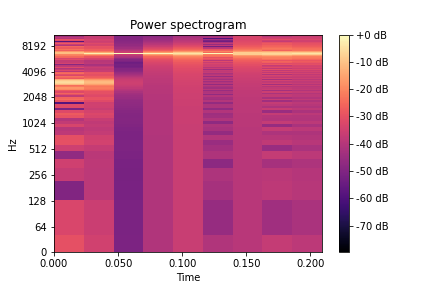 Power spectrogram
Hz
8192
4096
2048
1024
512
256
128
64
0
0.000 0.050 0.100 0.150 0.200
Time
+0 dB
-10 dB
-20 dB
-30 dB
-40 dB
-50 dB
-60 dB
-70 dB